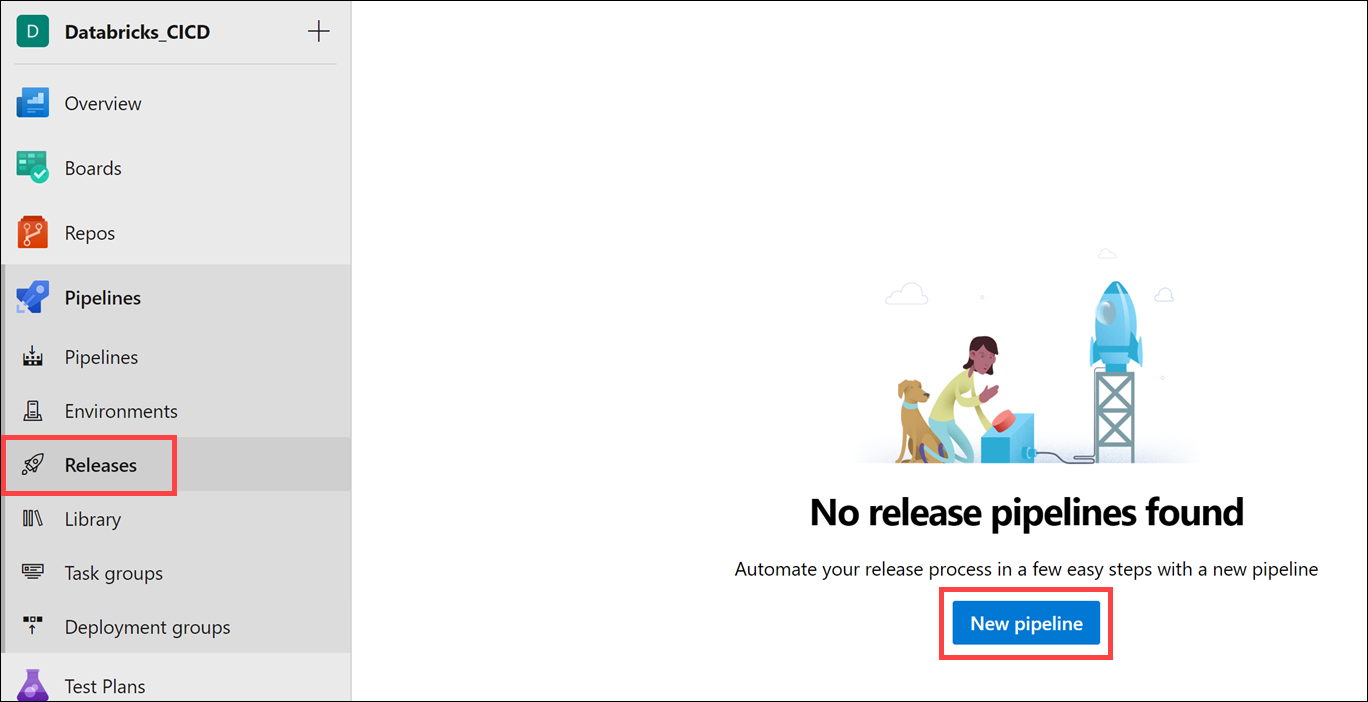 D Databricks_CICD +
Overview
Boards
Repos
Pipelines
Pipelines
Environments
Releases
Library
Task groups
Deployment groups
Test Plans
No release pipelines found
Automate your release process in a few easy steps with a new pipeline
New pipeline